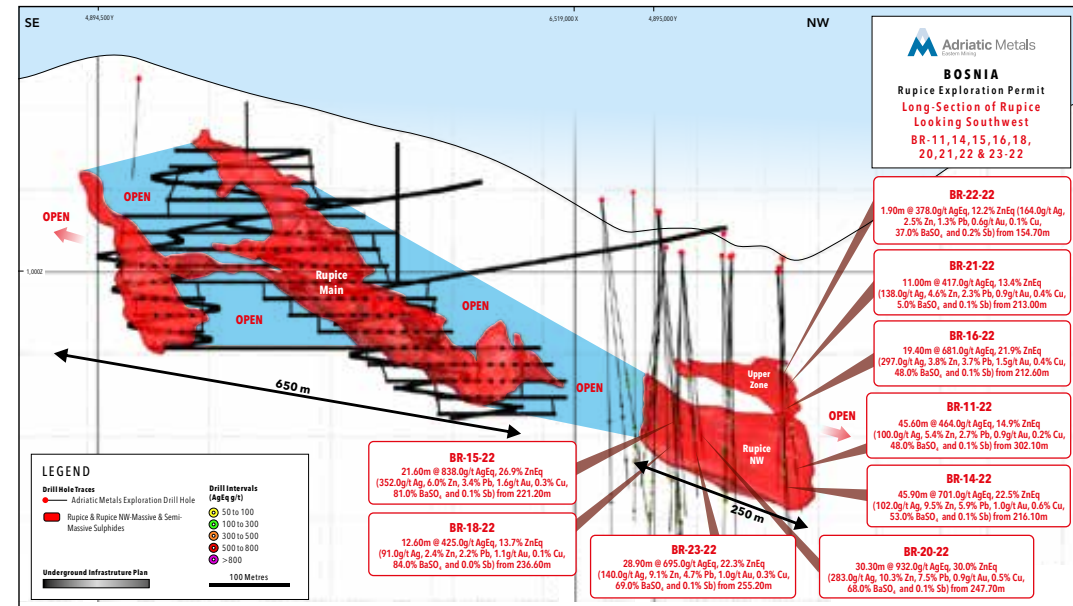 SE
4,894,500 Y
6,519,000 X
4,895,000 Y
NW
Adriatic Metals
Eastern Mining
BOSNIA
Rupice Exploration Permit
Long-Section of Rupice
Looking Southwest
BR-11,14,15,16,18,
20,21,22 & 23-22
BR-22-22
1.90m @ 378.0g/t AgEq, 12.2% ZnEq (164.0g/t Ag,
2.5% Zn, 1.3% Pb, 0.6g/t Au, 0.1% Cu,
37.0% BaSO₄ and 0.2% Sb) from 154.70m
BR-21-22
11.00m @ 417.0g/t AgEq, 13.4% ZnEq
(138.0g/t Ag, 4.6% Zn, 2.3% Pb, 0.9g/t Au, 0.4% Cu,
5.0% BaSO₄ and 0.1% Sb) from 213.00m
BR-16-22
19.40m @ 681.0g/t AgEq, 21.9% ZnEq
(297.0g/t Ag, 3.8% Zn, 3.7% Pb, 1.5g/t Au, 0.4% Cu,
48.0% BaSO₄ and 0.1% Sb) from 212.60m
BR-11-22
45.60m @ 464.0g/t AgEq, 14.9% ZnEq
(100.0g/t Ag, 5.4% Zn, 2.7% Pb, 0.9g/t Au, 0.2% Cu,
48.0% BaSO₄ and 0.1% Sb) from 302.10m
BR-14-22
45.90m @ 701.0g/t AgEq, 22.5% ZnEq
(102.0g/t Ag, 9.5% Zn, 5.9% Pb, 1.0g/t Au, 0.6% Cu,
53.0% BaSO₄ and 0.1% Sb) from 216.10m
BR-20-22
30.30m @ 932.0g/t AgEq, 30.0% ZnEq
(283.0g/t Ag, 10.3% Zn, 7.5% Pb, 0.9g/t Au, 0.5% Cu,
68.0% BaSO₄ and 0.1% Sb) from 247.70m
BR-23-22
28.90m @ 695.0g/t AgEq, 22.3% ZnEq
(140.0g/t Ag, 9.1% Zn, 4.7% Pb, 1.0g/t Au, 0.3% Cu,
69.0% BaSO₄ and 0.1% Sb) from 255.20m
BR-15-22
21.60m @ 838.0g/t AgEq, 26.9% ZnEq
(352.0g/t Ag, 6.0% Zn, 3.4% Pb, 1.6g/t Au, 0.3% Cu,
81.0% BaSO₄ and 0.1% Sb) from 221.20m
BR-18-22
12.60m @ 425.0g/t AgEq, 13.7% ZnEq
(91.0g/t Ag, 2.4% Zn, 2.2% Pb, 1.1g/t Au, 0.1% Cu,
84.0% BaSO₄ and 0.0% Sb) from 236.60m
OPEN
OPEN
1,000Z
Rupice
Main
OPEN
OPEN
OPEN
650 m
Upper
Zone
OPEN
Rupice
NW
250 m
LEGEND
Drill Hole Traces
Adriatic Metals Exploration Drill Hole
Rupice & Rupice NW-Massive & Semi-
Massive Sulphides
Underground Infrastruture Plan
Drill Intervals
(AgEq g/t)
50 to 100
100 to 300
300 to 500
500 to 800
>800
100 Metres